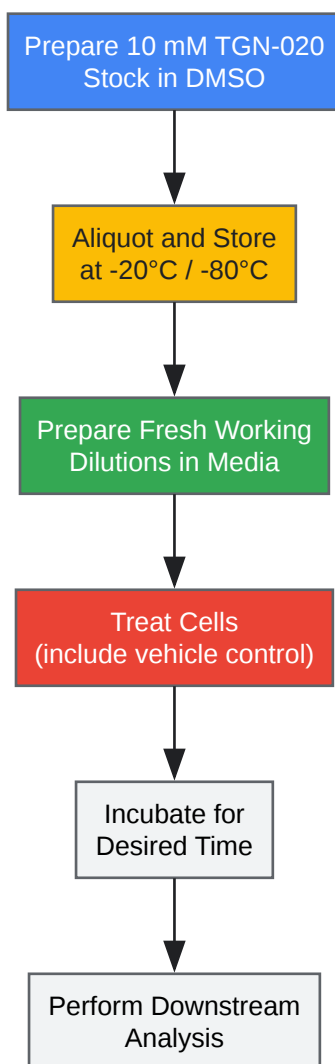 Prepare 10 mM TGN-020
Stock in DMSO
Aliquot and Store
at -20°C / -80°C
Prepare Fresh Working
Dilutions in Media
Treat Cells
(include vehicle control)
Incubate for
Desired Time
Perform Downstream
Analysis